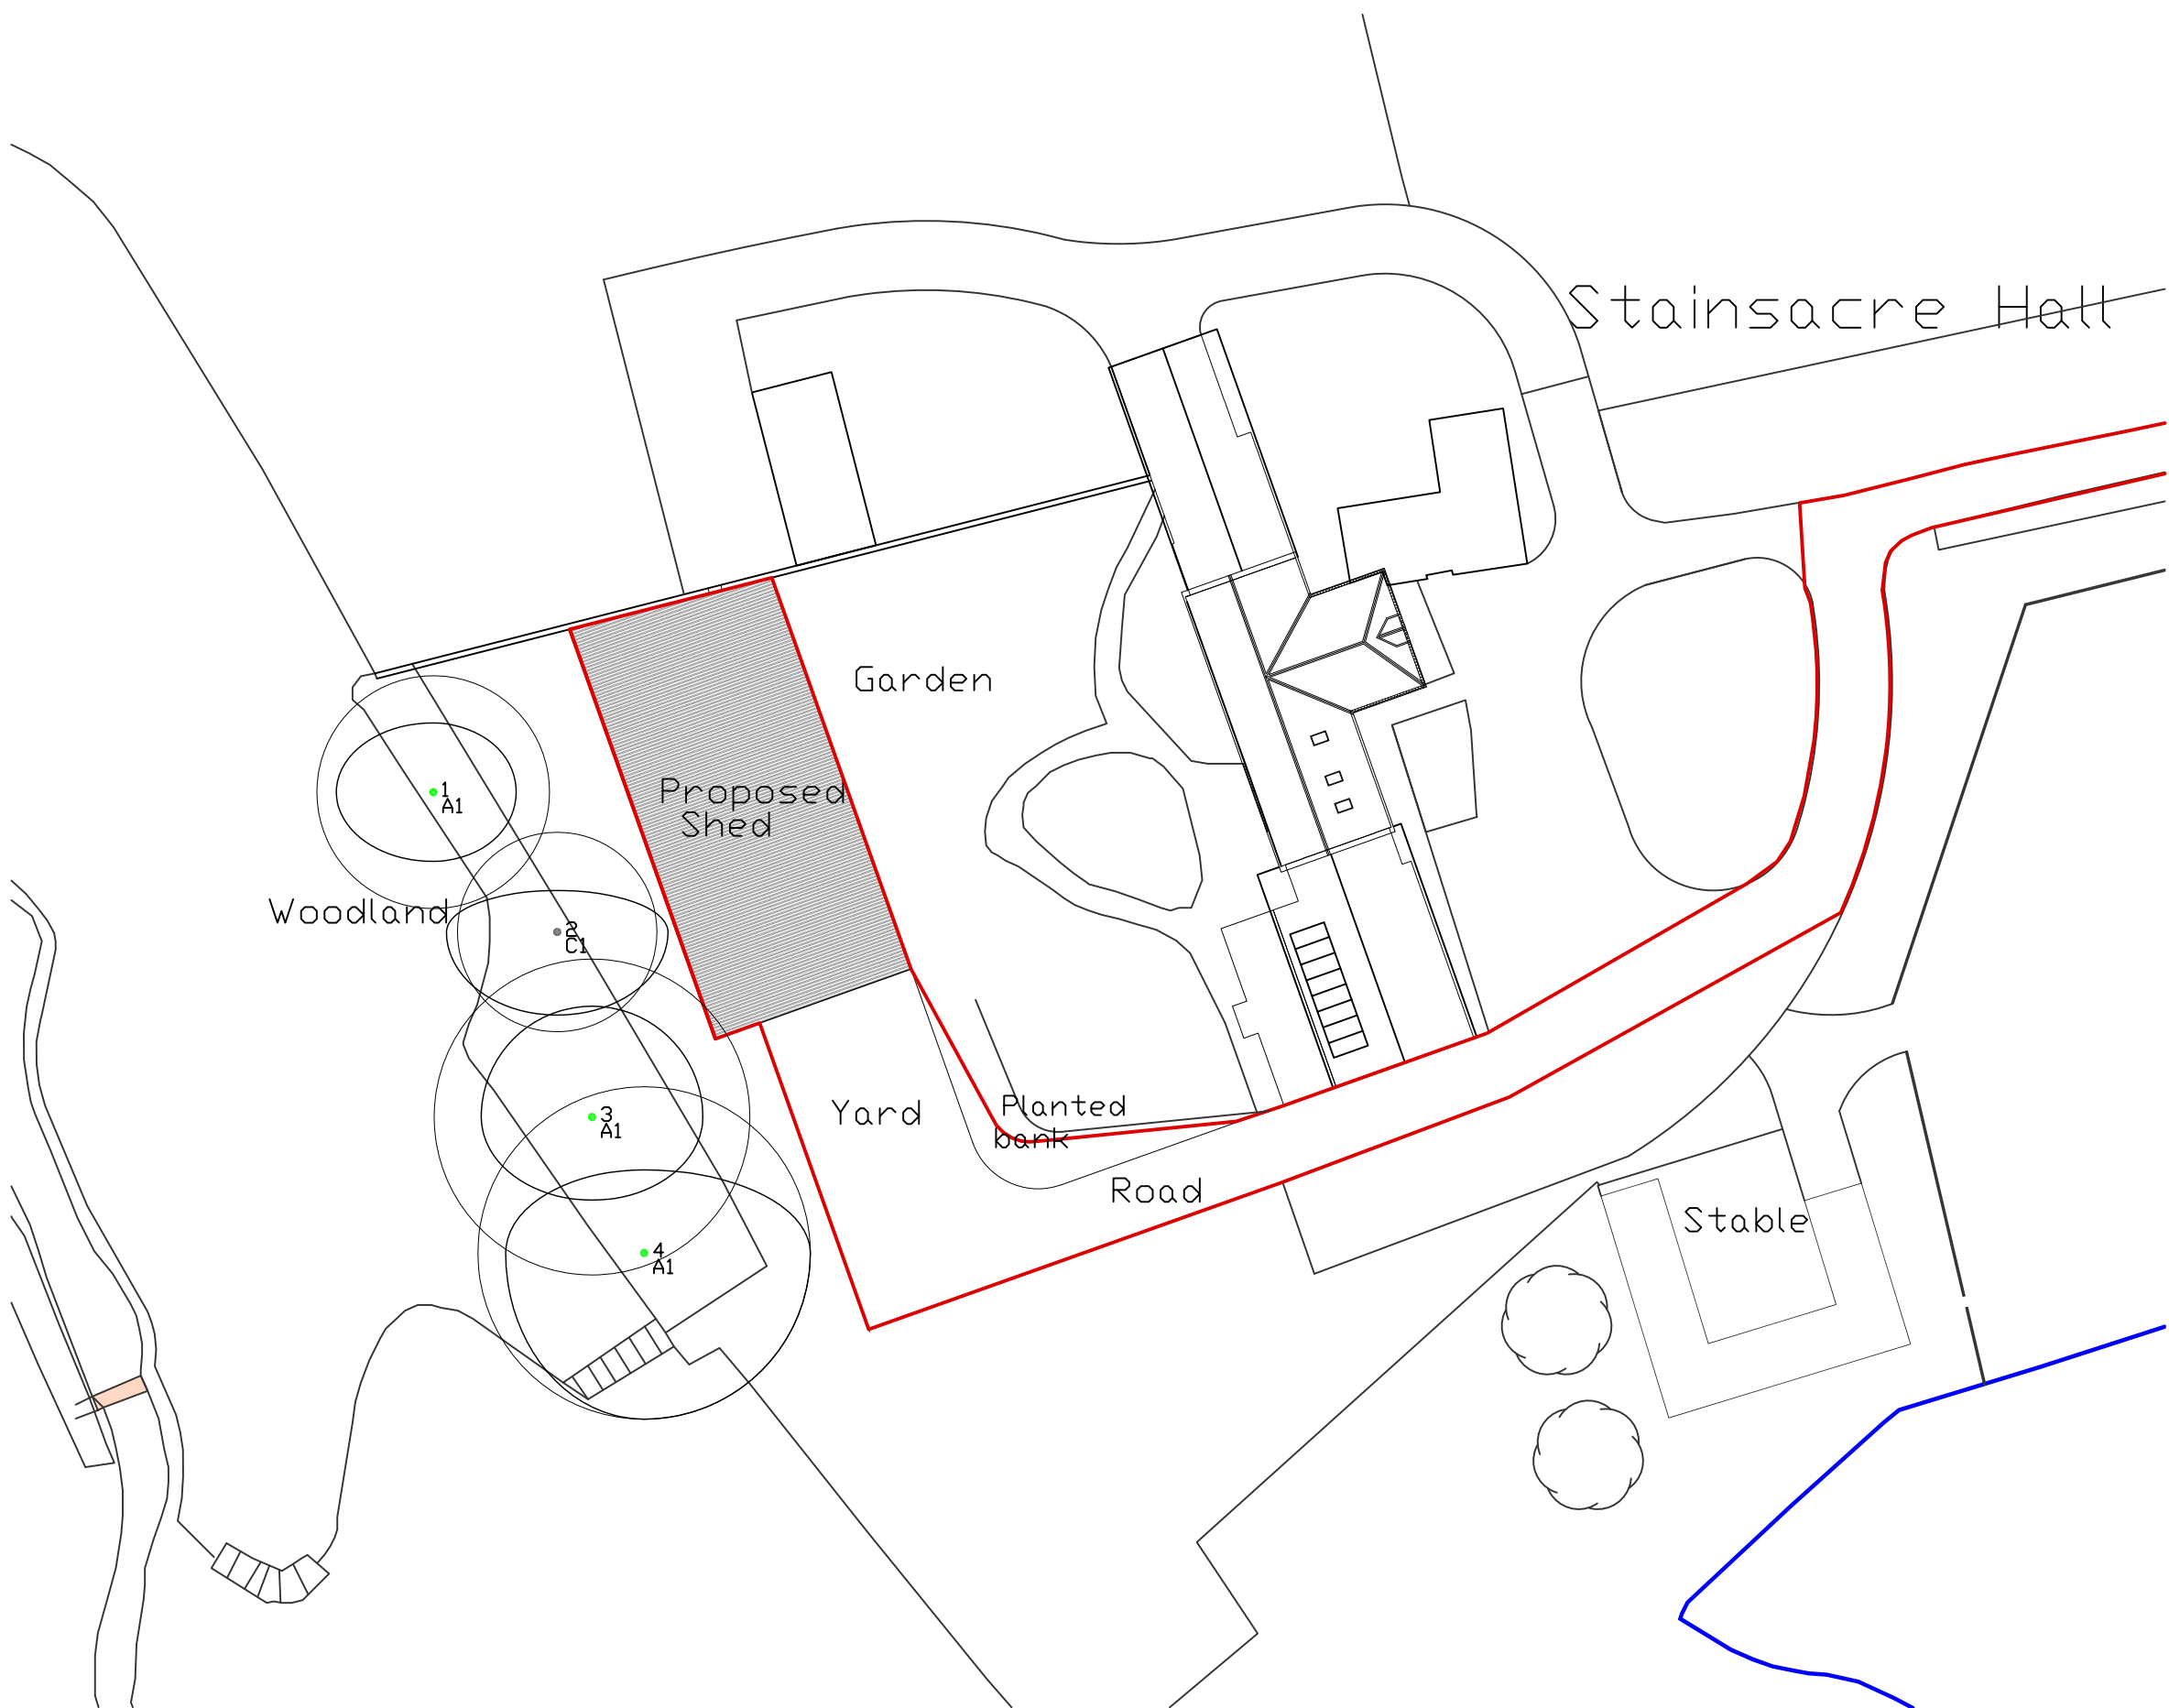 Stainsacre Hall
Garden
Proposed
Shed
1
A1
Woodland
2
C1
3
A1
Yard
Planted
bank
Road
Stable
4
A1